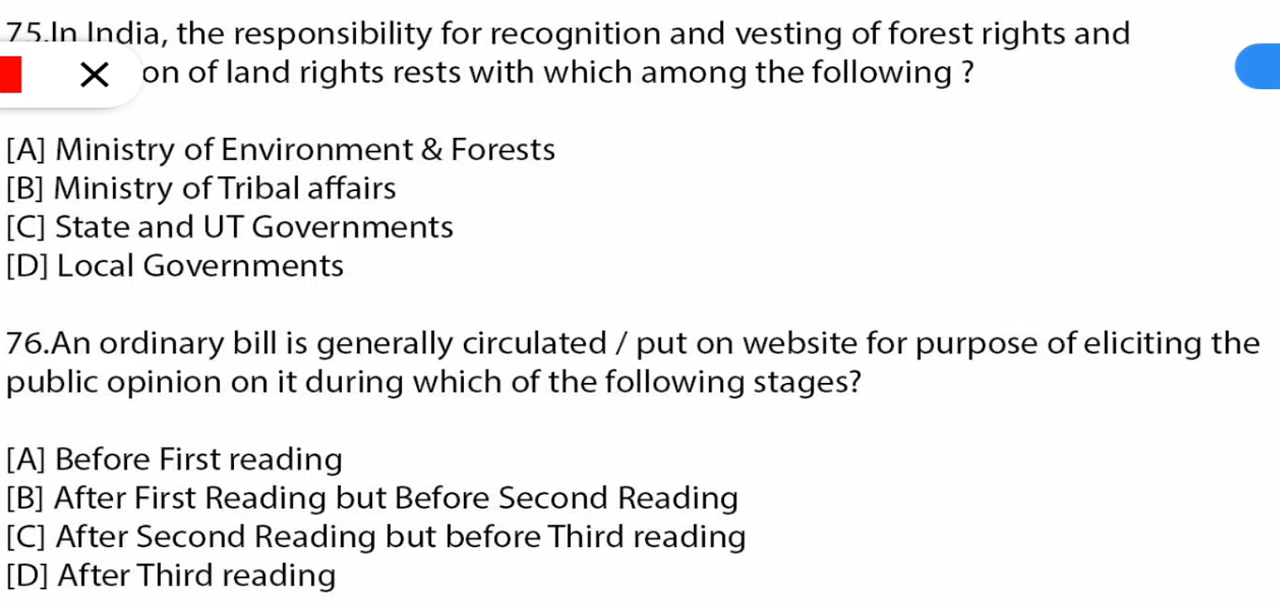 75.In India, the responsibility for recognition and vesting of forest rights and
on of land rights rests with which among the following ?
[A] Ministry of Environment & Forests
[B] Ministry of Tribal affairs
[C] State and UT Governments
[D] Local Governments
76.An ordinary bill is generally circulated / put on website for purpose of eliciting the
public opinion on it during which of the following stages?
[A] Before First reading
[B] After First Reading but Before Second Reading
[C] After Second Reading but before Third reading
[D] After Third reading